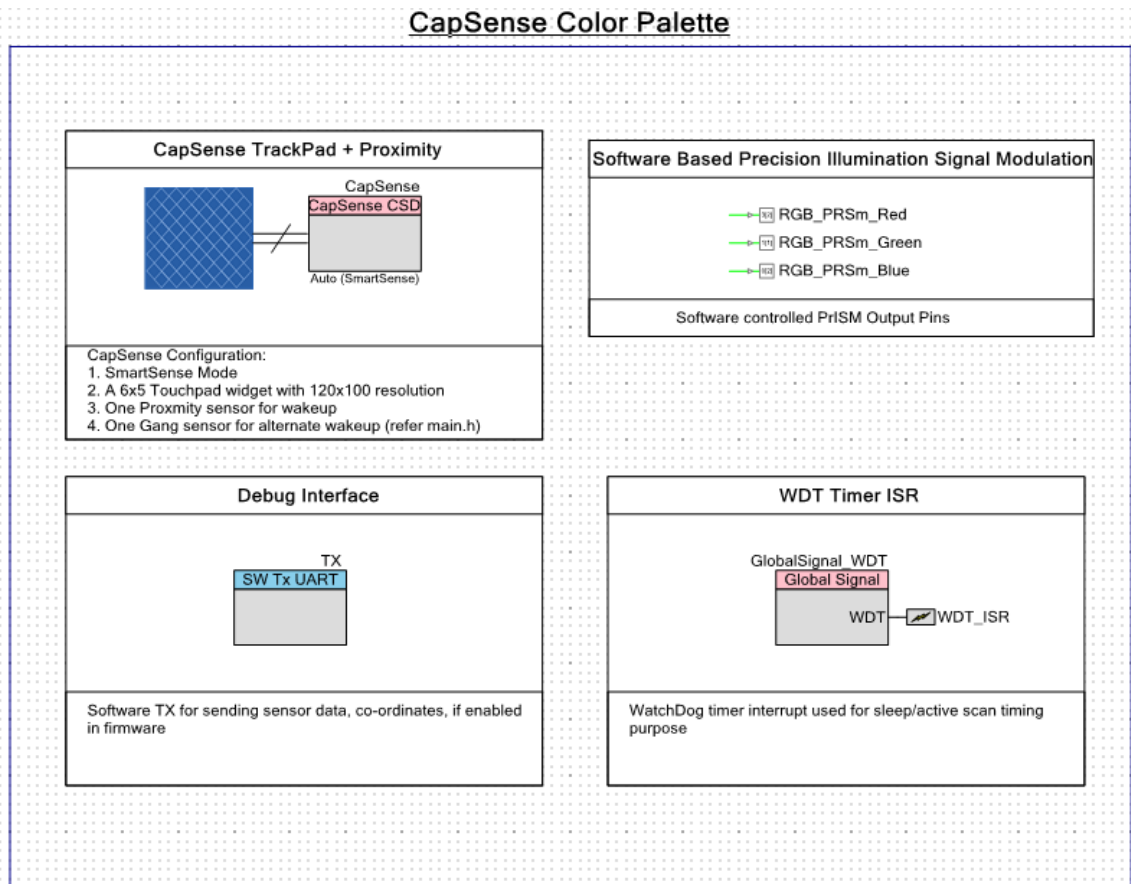 CapSense Color Palette
CapSense TrackPad + Proximity
CapSense
CapSense CSD
Auto (SmartSense)
CapSense Configuration:
1. SmartSense Mode
2. A 6x5 Touchpad widget with 120x100 resolution
3. One Proxmity sensor for wakeup
4. One Gang sensor for alternate wakeup (refer main.h)
Software Based Precision Illumination Signal Modulation
RGB_PRSm_Red
RGB_PRSm_Green
RGB_PRSm_Blue
Software controlled PrISM Output Pins
Debug Interface
TX
SW Tx UART
Software TX for sending sensor data, co-ordinates, if enabled
in firmware
WDT Timer ISR
GlobalSignal_WDT
Global Signal
WDT
WDT_ISR
WatchDog timer interrupt used for sleep/active scan timing
purpose